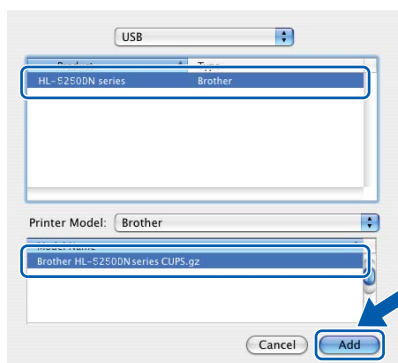 USB
HL-5250DN series Brother
Printer Model: Brother
Brother HL-5250DN series CUPS.gz
Cancel Add